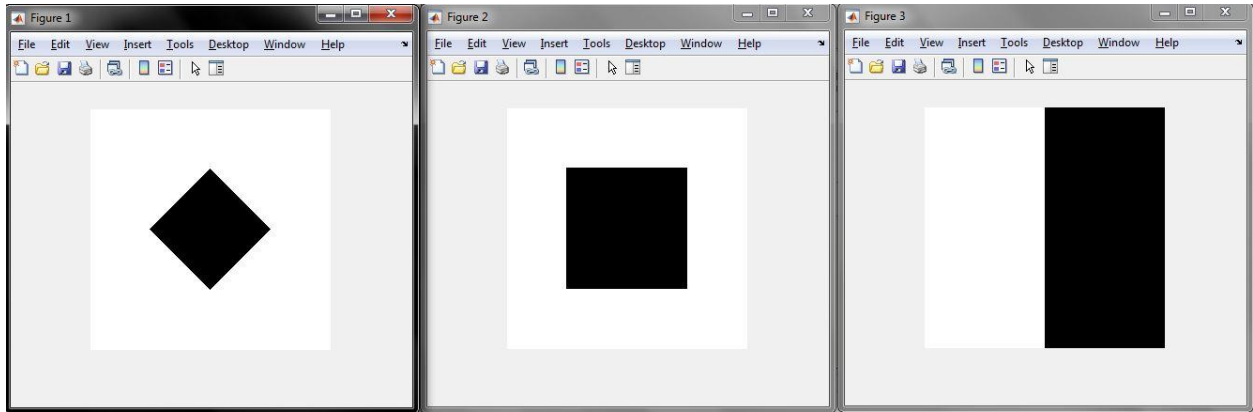 Figure 1
File Edit View Insert Tools Desktop Window Help
Figure 2
File Edit View Insert Tools Desktop Window Help
Figure 3
File Edit View Insert Tools Desktop Window Help